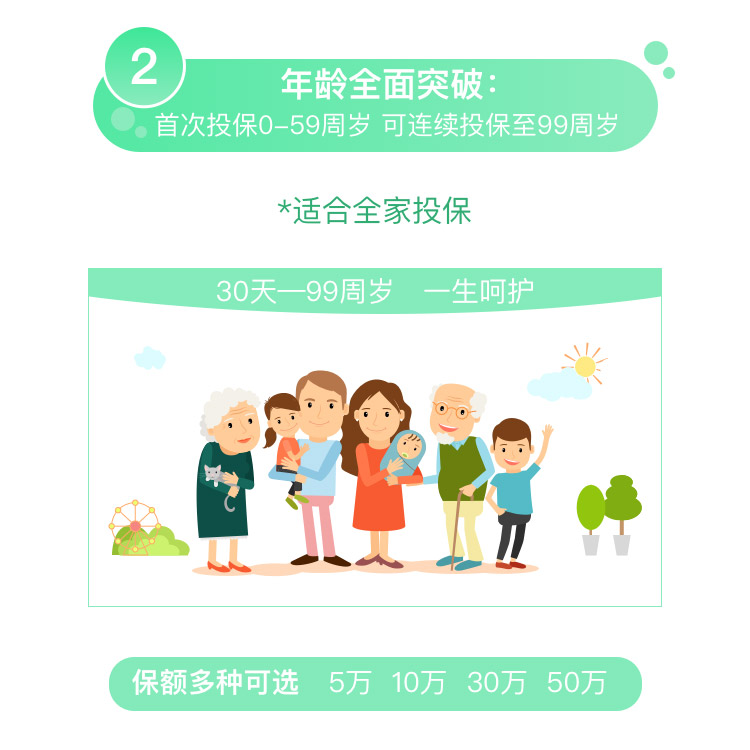 2
年龄全面突破：
首次投保0-59周岁 可连续投保至99周岁
*适合全家投保
30天—99周岁 一生呵护
保额多种可选 5万 10万 30万 50万